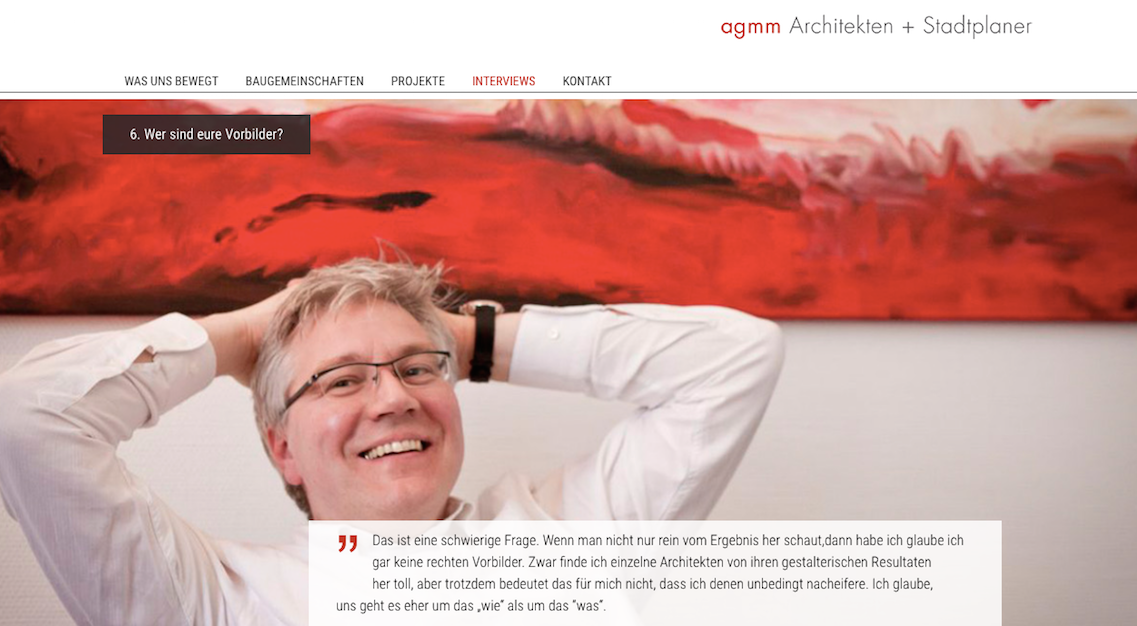 agmm Architekten + Stadtplaner
WAS UNS BEWEGT BAUGEMEINSCHAFTEN PROJEKTE INTERVIEWS KONTAKT
6. Wer sind eure Vorbilder?
" Das ist eine schwierige Frage. Wenn man nicht nur rein vom Ergebnis her schaut,dann habe ich glaube ich
gar keine rechten Vorbilder. Zwar finde ich einzelne Architekten von ihren gestalterischen Resultaten
her toll, aber trotzdem bedeutet das für mich nicht, dass ich denen unbedingt nacheifere. Ich glaube,
uns geht es eher um das „wie“ als um das “was“.